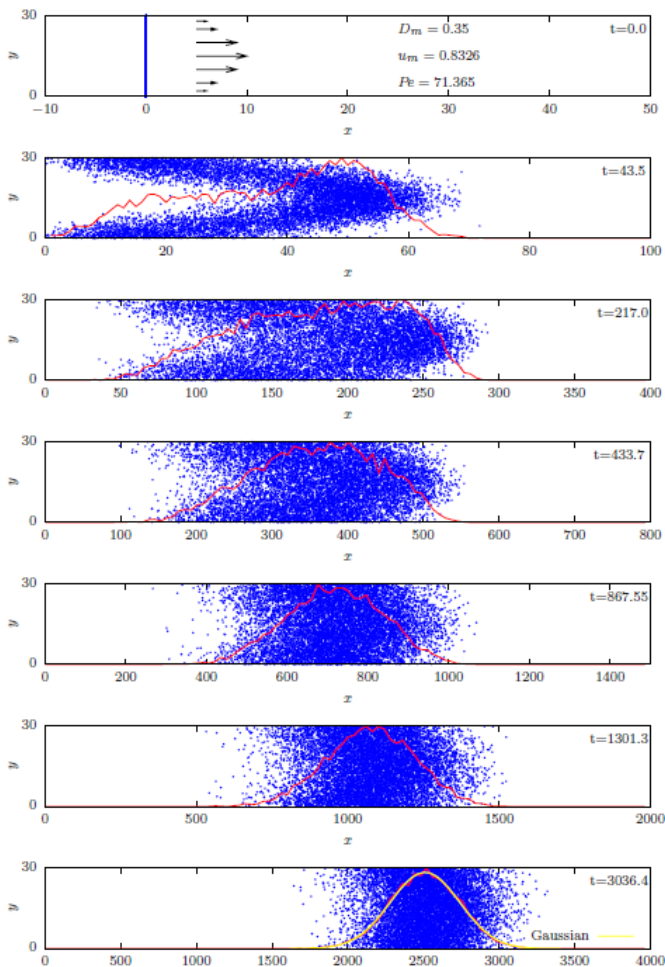 30
y
0
D_m = 0.35
u_m = 0.8326
Pe = 71.365
t=0.0
−10 0 10 20 30 40 50
x
30
y
0
t=43.5
0 20 40 60 80 100
x
30
y
0
t=217.0
0 50 100 150 200 250 300 350 400
x
30
y
0
t=433.7
0 100 200 300 400 500 600 700 800
x
30
y
0
t=867.55
0 200 400 600 800 1000 1200 1400
x
30
y
0
t=1301.3
0 500 1000 1500 2000
x
30
y
0
t=3036.4
Gaussian
0 500 1000 1500 2000 2500 3000 3500 4000